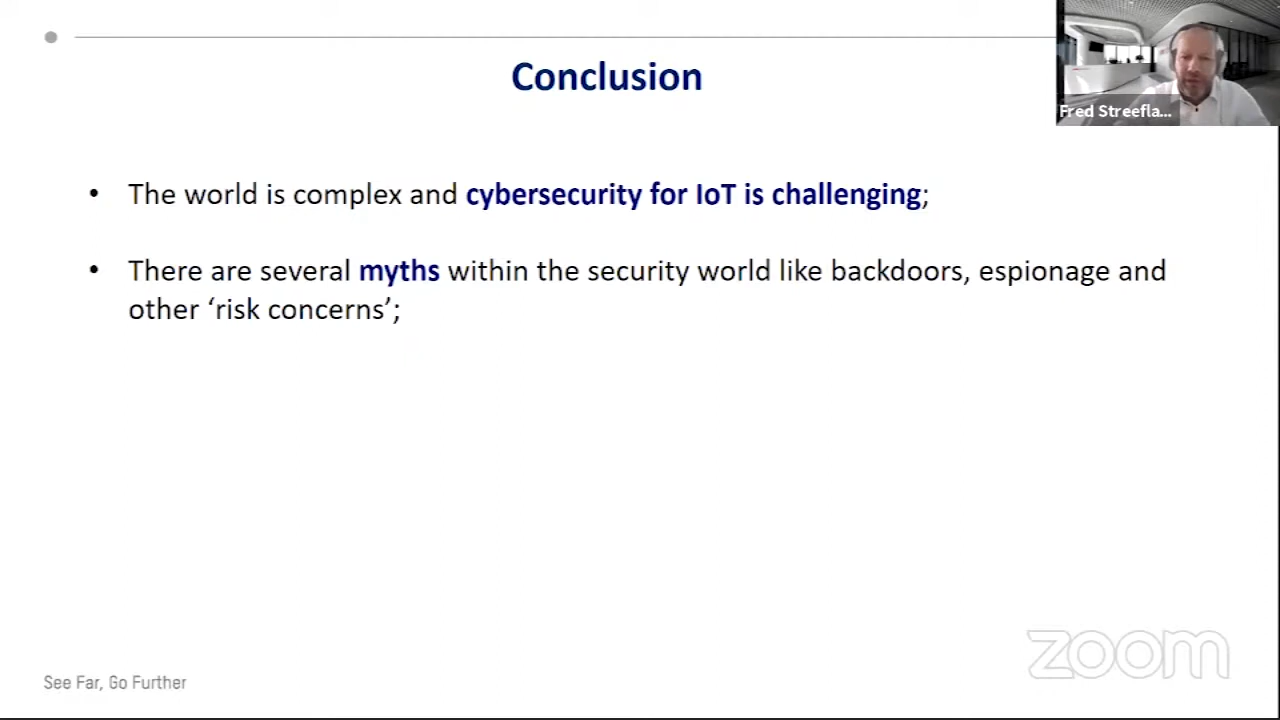 Conclusion
Fred Streefla...
• The world is complex and cybersecurity for IoT is challenging;
• There are several myths within the security world like backdoors, espionage and
other ‘risk concerns’;
See Far, Go Further
zoom